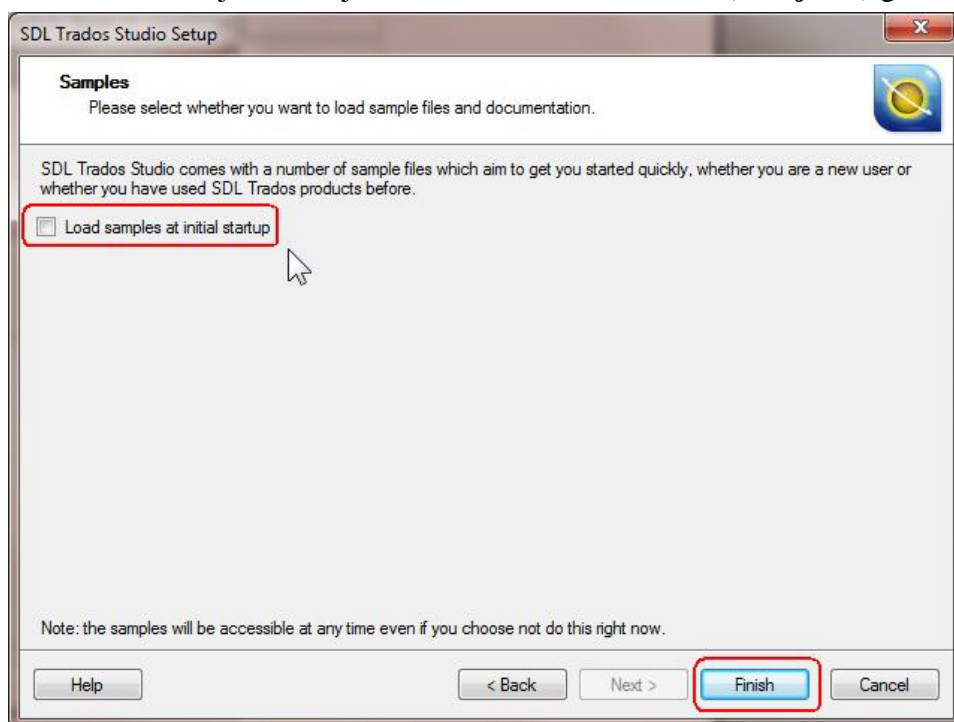 SDL Trados Studio Setup
Samples
Please select whether you want to load sample files and documentation.
SDL Trados Studio comes with a number of sample files which aim to get you started quickly, whether you are a new user or
whether you have used SDL Trados products before.
Load samples at initial startup
Note: the samples will be accessible at any time even if you choose not do this right now.
Help
< Back
Next >
Finish
Cancel